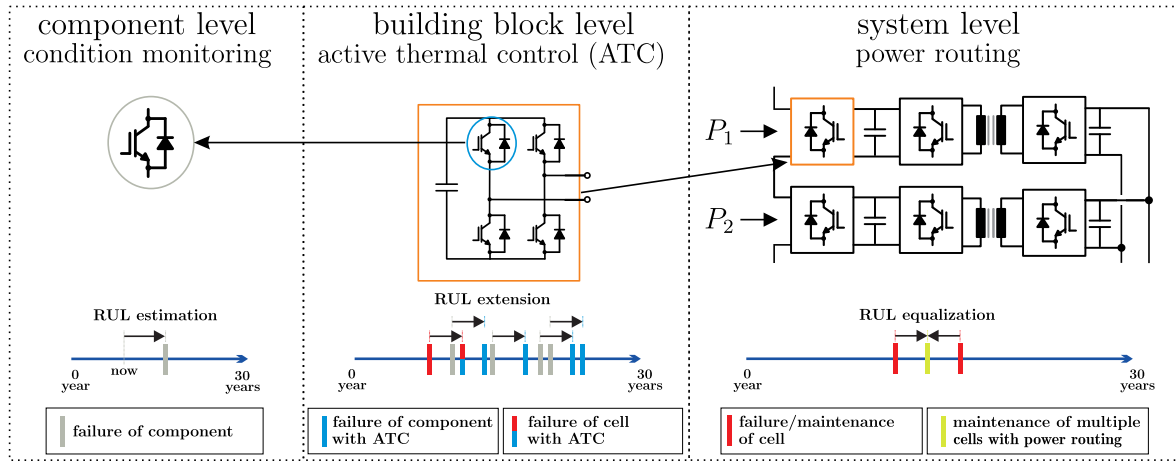 component level
condition monitoring
building block level
active thermal control (ATC)
system level
power routing
P1
P2
RUL estimation
now
0
year
30
years
failure of component
RUL extension
0
year
30
years
failure of component
with ATC
failure of cell
with ATC
RUL equalization
0
year
30
years
failure/maintenance
of cell
maintenance of multiple
cells with power routing